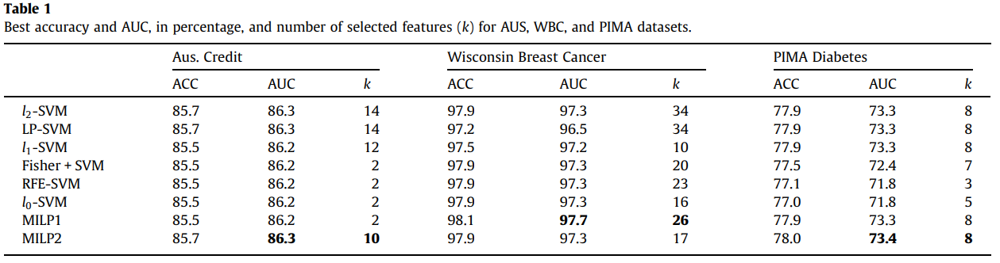 Table 1
Best accuracy and AUC, in percentage, and number of selected features (k) for AUS, WBC, and PIMA datasets.
Aus. Credit Wisconsin Breast Cancer PIMA Diabetes
ACC AUC k ACC AUC k ACC AUC k
l2-SVM 85.7 86.3 14 97.9 97.3 34 77.9 73.3 8
LP-SVM 85.7 86.3 14 97.2 96.5 34 77.9 73.3 8
l1-SVM 85.5 86.2 12 97.5 97.2 10 77.9 73.3 8
Fisher + SVM 85.5 86.2 2 97.9 97.3 20 77.5 72.4 7
RFE-SVM 85.5 86.2 2 97.9 97.3 23 77.1 71.8 3
l0-SVM 85.5 86.2 2 97.9 97.3 16 77.0 71.8 5
MILP1 85.5 86.2 2 98.1 97.7 26 77.9 73.3 8
MILP2 85.7 86.3 10 97.9 97.3 17 78.0 73.4 8